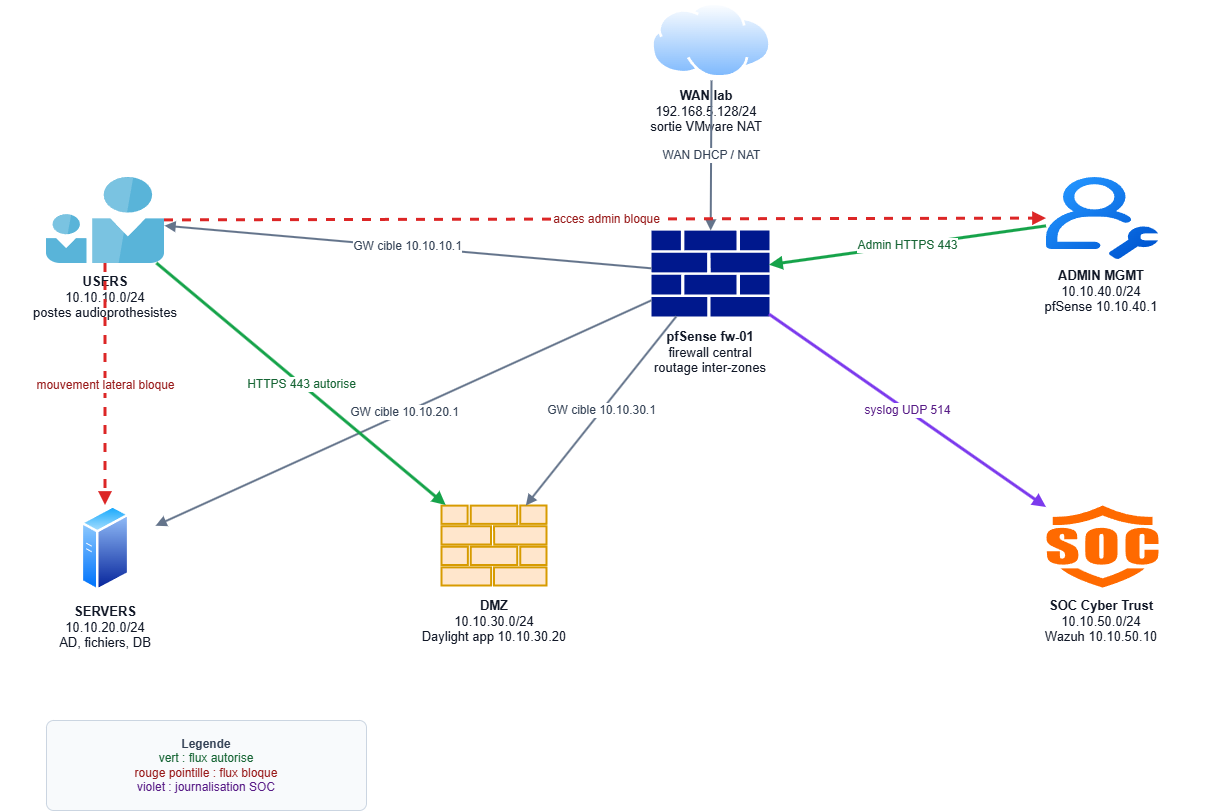 WAN lab
192.168.5.128/24
sortie VMware NAT
WAN DHCP / NAT
acces admin bloque
GW cible 10.10.10.1
Admin HTTPS 443
USERS
10.10.10.0/24
postes audioprothesistes
ADMIN MGMT
10.10.40.0/24
pfSense 10.10.40.1
pfSense fw-01
firewall central
routage inter-zones
mouvement lateral bloque
HTTPS 443 autorise
GW cible 10.10.20.1
GW cible 10.10.30.1
syslog UDP 514
SOC
SERVERS
10.10.20.0/24
AD, fichiers, DB
DMZ
10.10.30.0/24
Daylight app 10.10.30.20
SOC Cyber Trust
10.10.50.0/24
Wazuh 10.10.50.10
Legende
vert : flux autorise
rouge pointille : flux bloque
violet : journalisation SOC